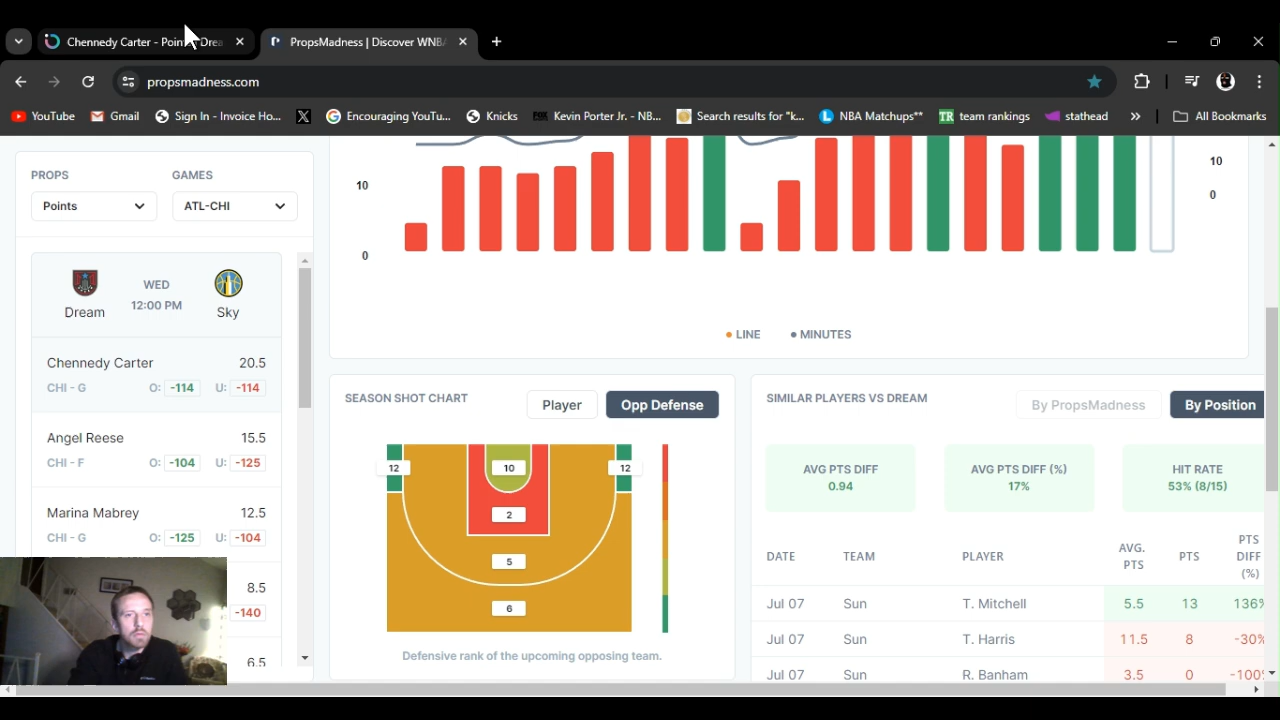 Chennedy Carter - Poin Drea
PropsMadness | Discover WNB
propsmadness.com
YouTube Gmail Sign In - Invoice Ho... Encouraging YouTu... Knicks Kevin Porter Jr. - NB... Search results for "k... NBA Matchups** TR team rankings stathead » All Bookmarks
PROPS GAMES
Points ATL-CHI
Dream WED 12:00 PM Sky
Chennedy Carter 20.5
CHI - G O: -114 U: -114
Angel Reese 15.5
CHI - F O: -104 U: -125
Marina Mabrey 12.5
CHI - G O: -125 U: -104
8.5
-140
6.5
10 10
0 0
LINE MINUTES
SEASON SHOT CHART Player Opp Defense
12 10 12
2
5
6
Defensive rank of the upcoming opposing team.
SIMILAR PLAYERS VS DREAM By PropsMadness By Position
AVG PTS DIFF AVG PTS DIFF (%) HIT RATE
0.94 17% 53% (8/15)
DATE TEAM PLAYER AVG. PTS PTS PTS DIFF (%)
Jul 07 Sun T. Mitchell 5.5 13 136%
Jul 07 Sun T. Harris 11.5 8 -30%
Jul 07 Sun R. Banham 3.5 0 -100%